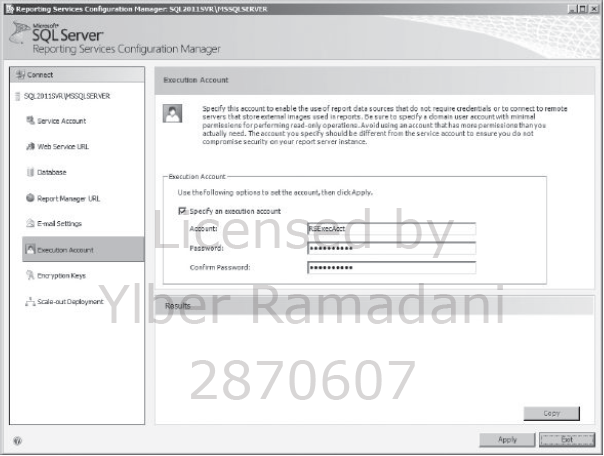 Reporting Services Configuration Manager: SQL2011SVR\MSSQLSERVER
Microsoft
SQL Server
Reporting Services Configuration Manager
Connect
SQL2011SVR\MSSQLSERVER
Service Account
Web Service URL
Database
Report Manager URL
E-mail Settings
Execution Account
Encryption Keys
Scale-out Deployment
Execution Account
Specify this account to enable the use of report data sources that do not require credentials or to connect to remote
servers that store external images used in reports. Be sure to specify a domain user account with minimal
permissions for performing read-only operations. Avoid using an account that has more permissions than you
actually need. The account you specify should be different from the service account to ensure you do not
compromise security on your report server instance.
Execution Account
Use the following options to set the account, then click Apply.
Specify an execution account
Account: RSExecAcct
Password: ••••••••••
Confirm Password: ••••••••••
Results
Copy
Apply
Exit
Licensed by
Ylber Ramadani
2870607